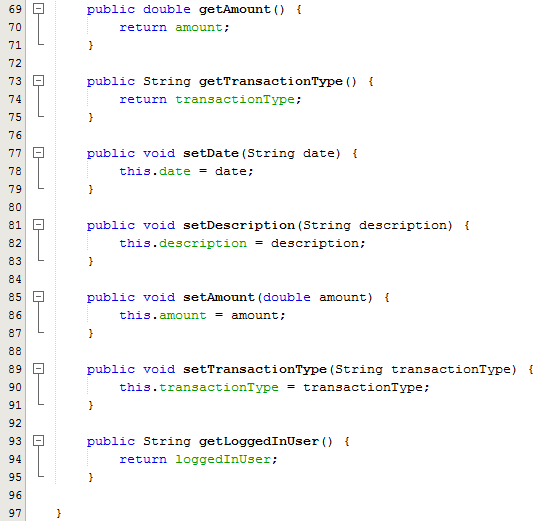 69 public double getAmount() {
70 return amount;
71 }
72
73 public String getTransactionType() {
74 return transactionType;
75 }
76
77 public void setDate(String date) {
78 this.date = date;
79 }
80
81 public void setDescription(String description) {
82 this.description = description;
83 }
84
85 public void setAmount(double amount) {
86 this.amount = amount;
87 }
88
89 public void setTransactionType(String transactionType) {
90 this.transactionType = transactionType;
91 }
92
93 public String getLoggedInUser() {
94 return loggedInUser;
95 }
96
97 }